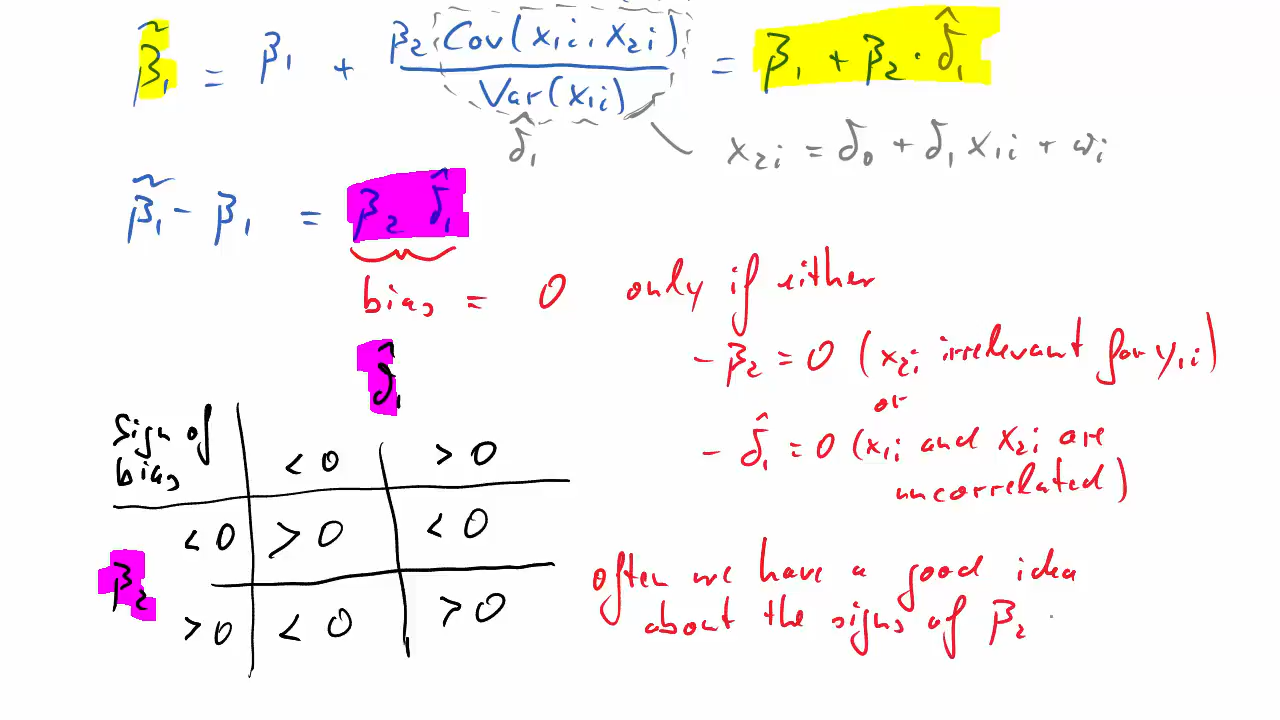 β̃₁ = β₁ + β₂ Cov(x₁ᵢ, x₂ᵢ) / Var(x₁ᵢ) = β₁ + β₂ · δ̂₁
δ̂₁
x₂ᵢ = δ₀ + δ₁ x₁ᵢ + ωᵢ
β̃₁ - β₁ = β₂ δ̂₁
bias = 0 only if either
- β₂ = 0 (x₂ᵢ irrelevant for y₁ᵢ)
or
- δ̂₁ = 0 (x₁ᵢ and x₂ᵢ are
uncorrelated)
δ̂₁
Sign of
bias
< 0 > 0
β₂
< 0 > 0 < 0
> 0 < 0 > 0
often we have a good idea
about the signs of β₂